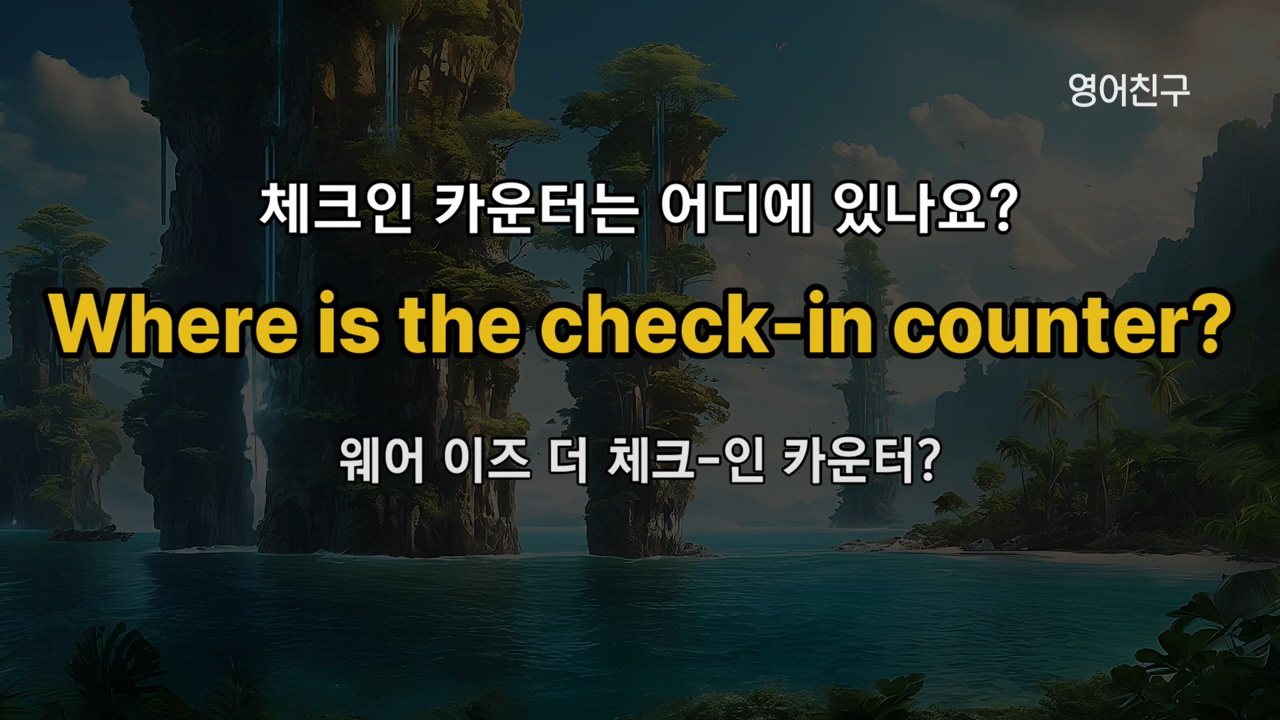 영어친구
체크인 카운터는 어디에 있나요?
Where is the check-in counter?
웨어 이즈 더 체크-인 카운터?